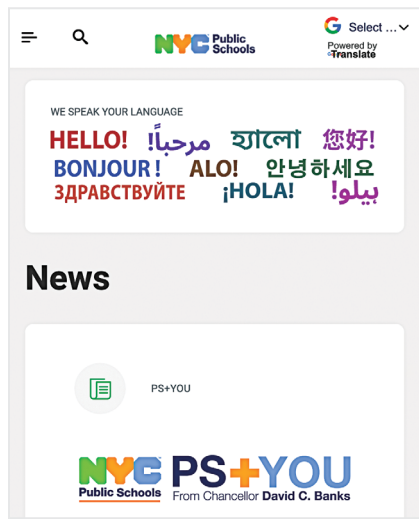 NYC Public Schools
Select ...
Powered by
Translate
WE SPEAK YOUR LANGUAGE
HELLO! مرحباً! হ্যালো 您好!
BONJOUR! ALO! 안녕하세요
ЗДРАВСТВУЙТЕ ¡HOLA! ہیلو!
News
PS+YOU
NYC Public Schools PS+YOU
From Chancellor David C. Banks